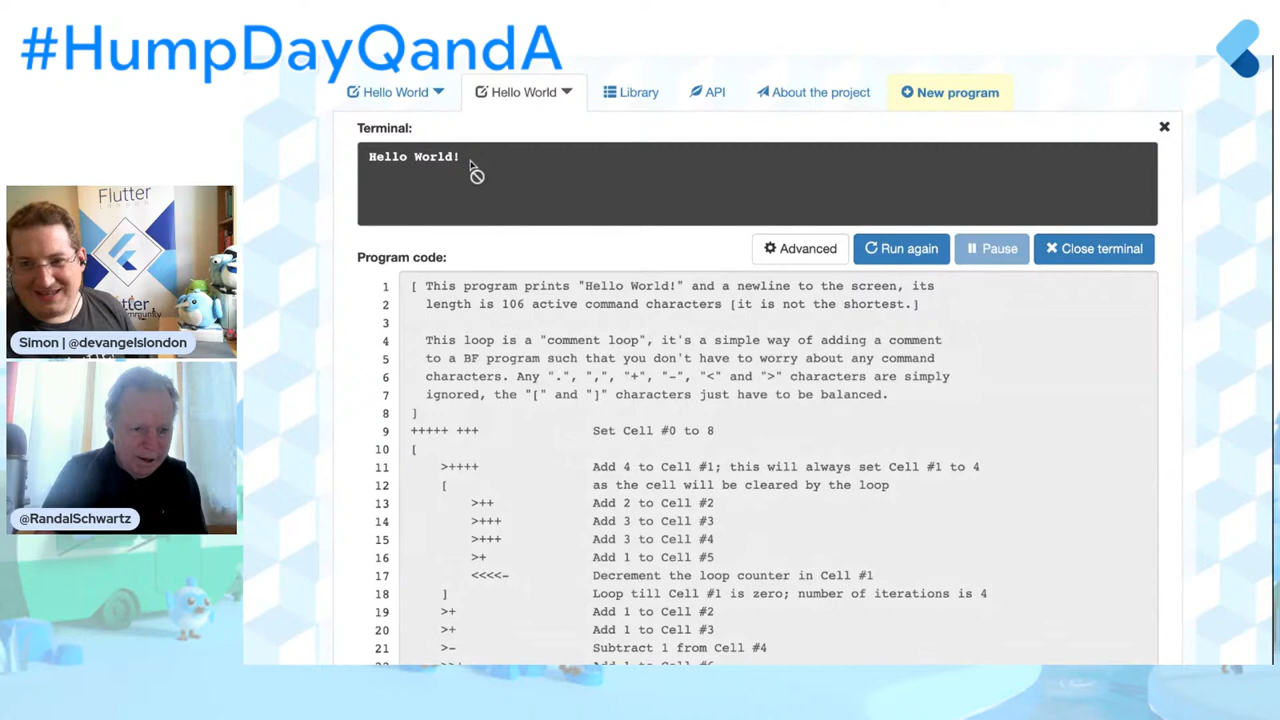 #HumpDayQandA
Hello World
Hello World
Library
API
About the project
New program
Terminal:
Hello World!
Advanced
Run again
Pause
Close terminal
Program code:
1 [ This program prints "Hello World!" and a newline to the screen, its
2 length is 106 active command characters [it is not the shortest.]
3
4 This loop is a "comment loop", it's a simple way of adding a comment
5 to a BF program such that you don't have to worry about any command
6 characters. Any ".", ",", "+", "-", "<" and ">" characters are simply
7 ignored, the "[" and "]" characters just have to be balanced.
8 ]
9 +++++ +++ Set Cell #0 to 8
10 [
11 >++++ Add 4 to Cell #1; this will always set Cell #1 to 4
12 [ as the cell will be cleared by the loop
13 >++ Add 2 to Cell #2
14 >+++ Add 3 to Cell #3
15 >+++ Add 3 to Cell #4
16 >+ Add 1 to Cell #5
17 <<<<- Decrement the loop counter in Cell #1
18 ] Loop till Cell #1 is zero; number of iterations is 4
19 >+ Add 1 to Cell #2
20 >+ Add 1 to Cell #3
21 >- Subtract 1 from Cell #4
Flutter
LONDON
Simon | @devangelslondon
@RandalSchwartz